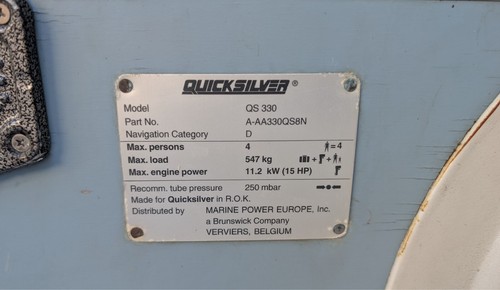 QUICKSILVER ®
Model QS 330
Part No. A-AA330QS8N
Navigation Category D
Max. persons 4 =4
Max. load 547 kg + +
Max. engine power 11.2 kW (15 HP)
Recomm. tube pressure 250 mbar
Made for Quicksilver in R.O.K.
Distributed by MARINE POWER EUROPE, Inc.
a Brunswick Company
VERVIERS, BELGIUM